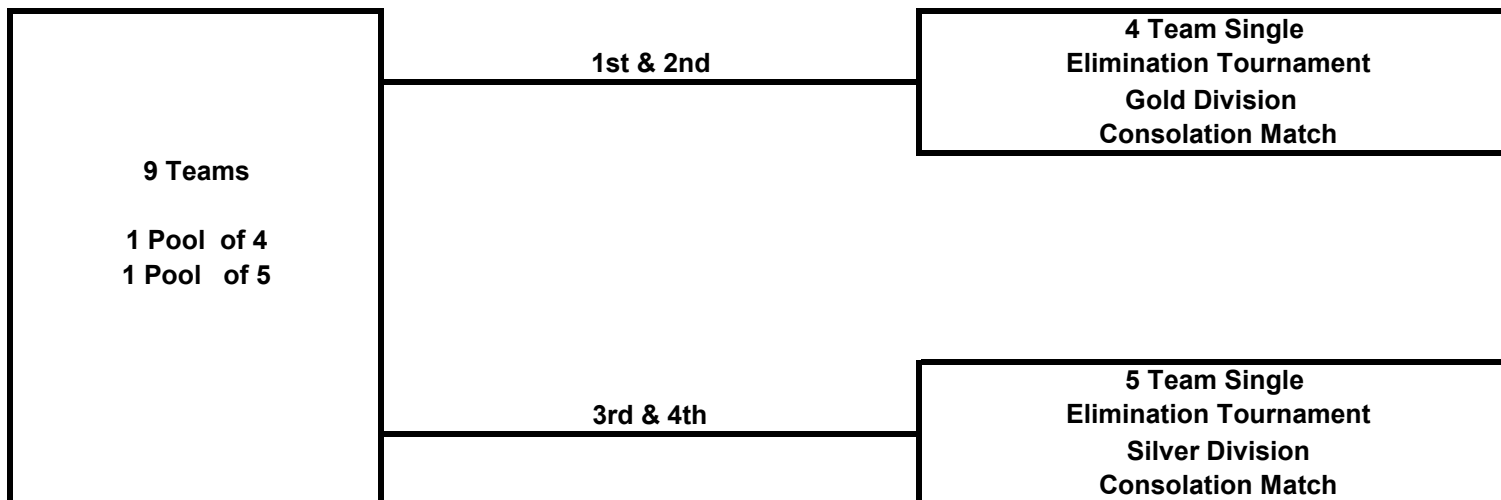 9 Teams
1 Pool of 4
1 Pool of 5
1st & 2nd
4 Team Single
Elimination Tournament
Gold Division
Consolation Match
3rd & 4th
5 Team Single
Elimination Tournament
Silver Division
Consolation Match